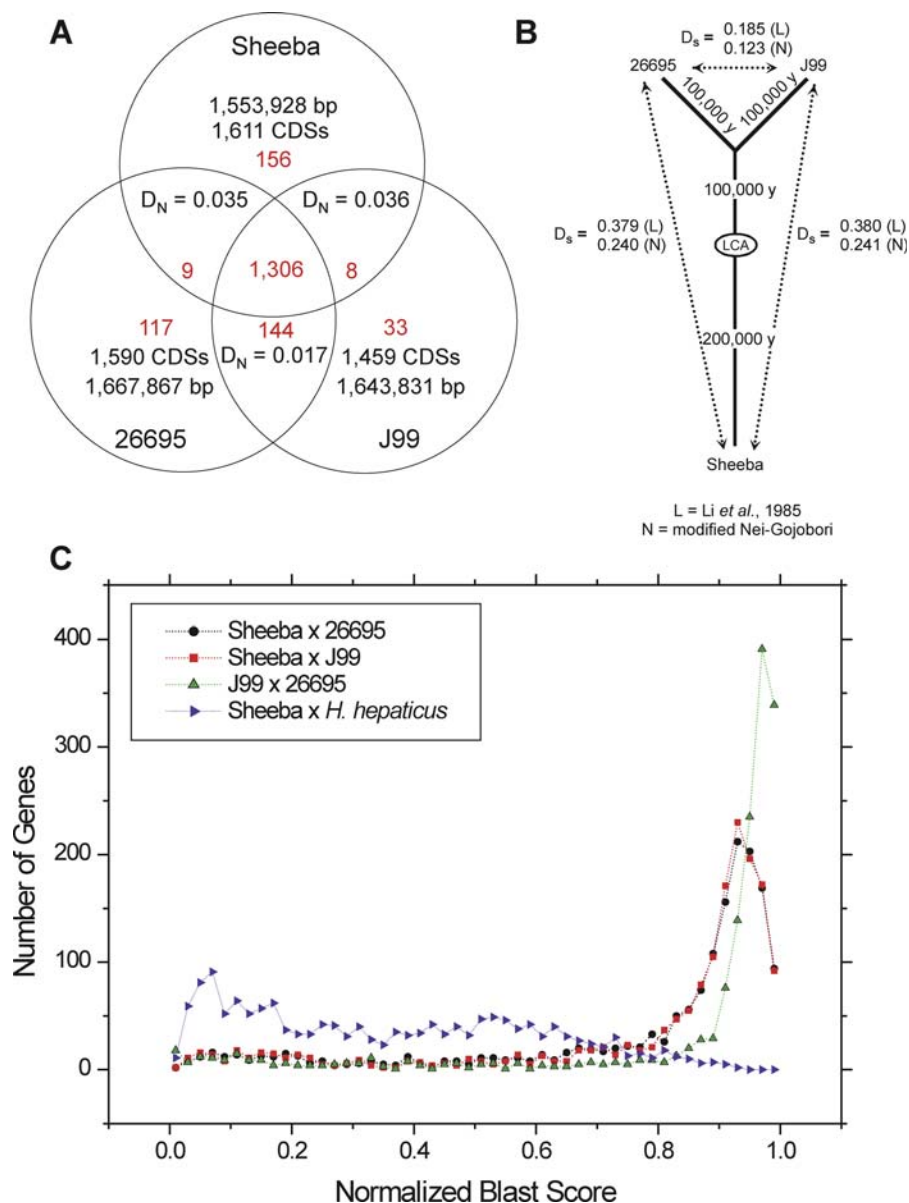 A
Sheeba
1,553,928 bp
1,611 CDSs
156
D_N = 0.035
D_N = 0.036
9
1,306
8
117
144
33
1,590 CDSs
D_N = 0.017
1,459 CDSs
1,667,867 bp
1,643,831 bp
26695
J99
B
D_s = 0.185 (L)
0.123 (N)
26695
J99
100,000 y
100,000 y
100,000 y
D_s = 0.379 (L)
0.240 (N)
LCA
D_s = 0.380 (L)
0.241 (N)
200,000 y
Sheeba
L = Li et al., 1985
N = modified Nei-Gojobori
C
Sheeba x 26695
Sheeba x J99
J99 x 26695
Sheeba x H. hepaticus
Number of Genes
400
300
200
100
0
0.0 0.2 0.4 0.6 0.8 1.0
Normalized Blast Score